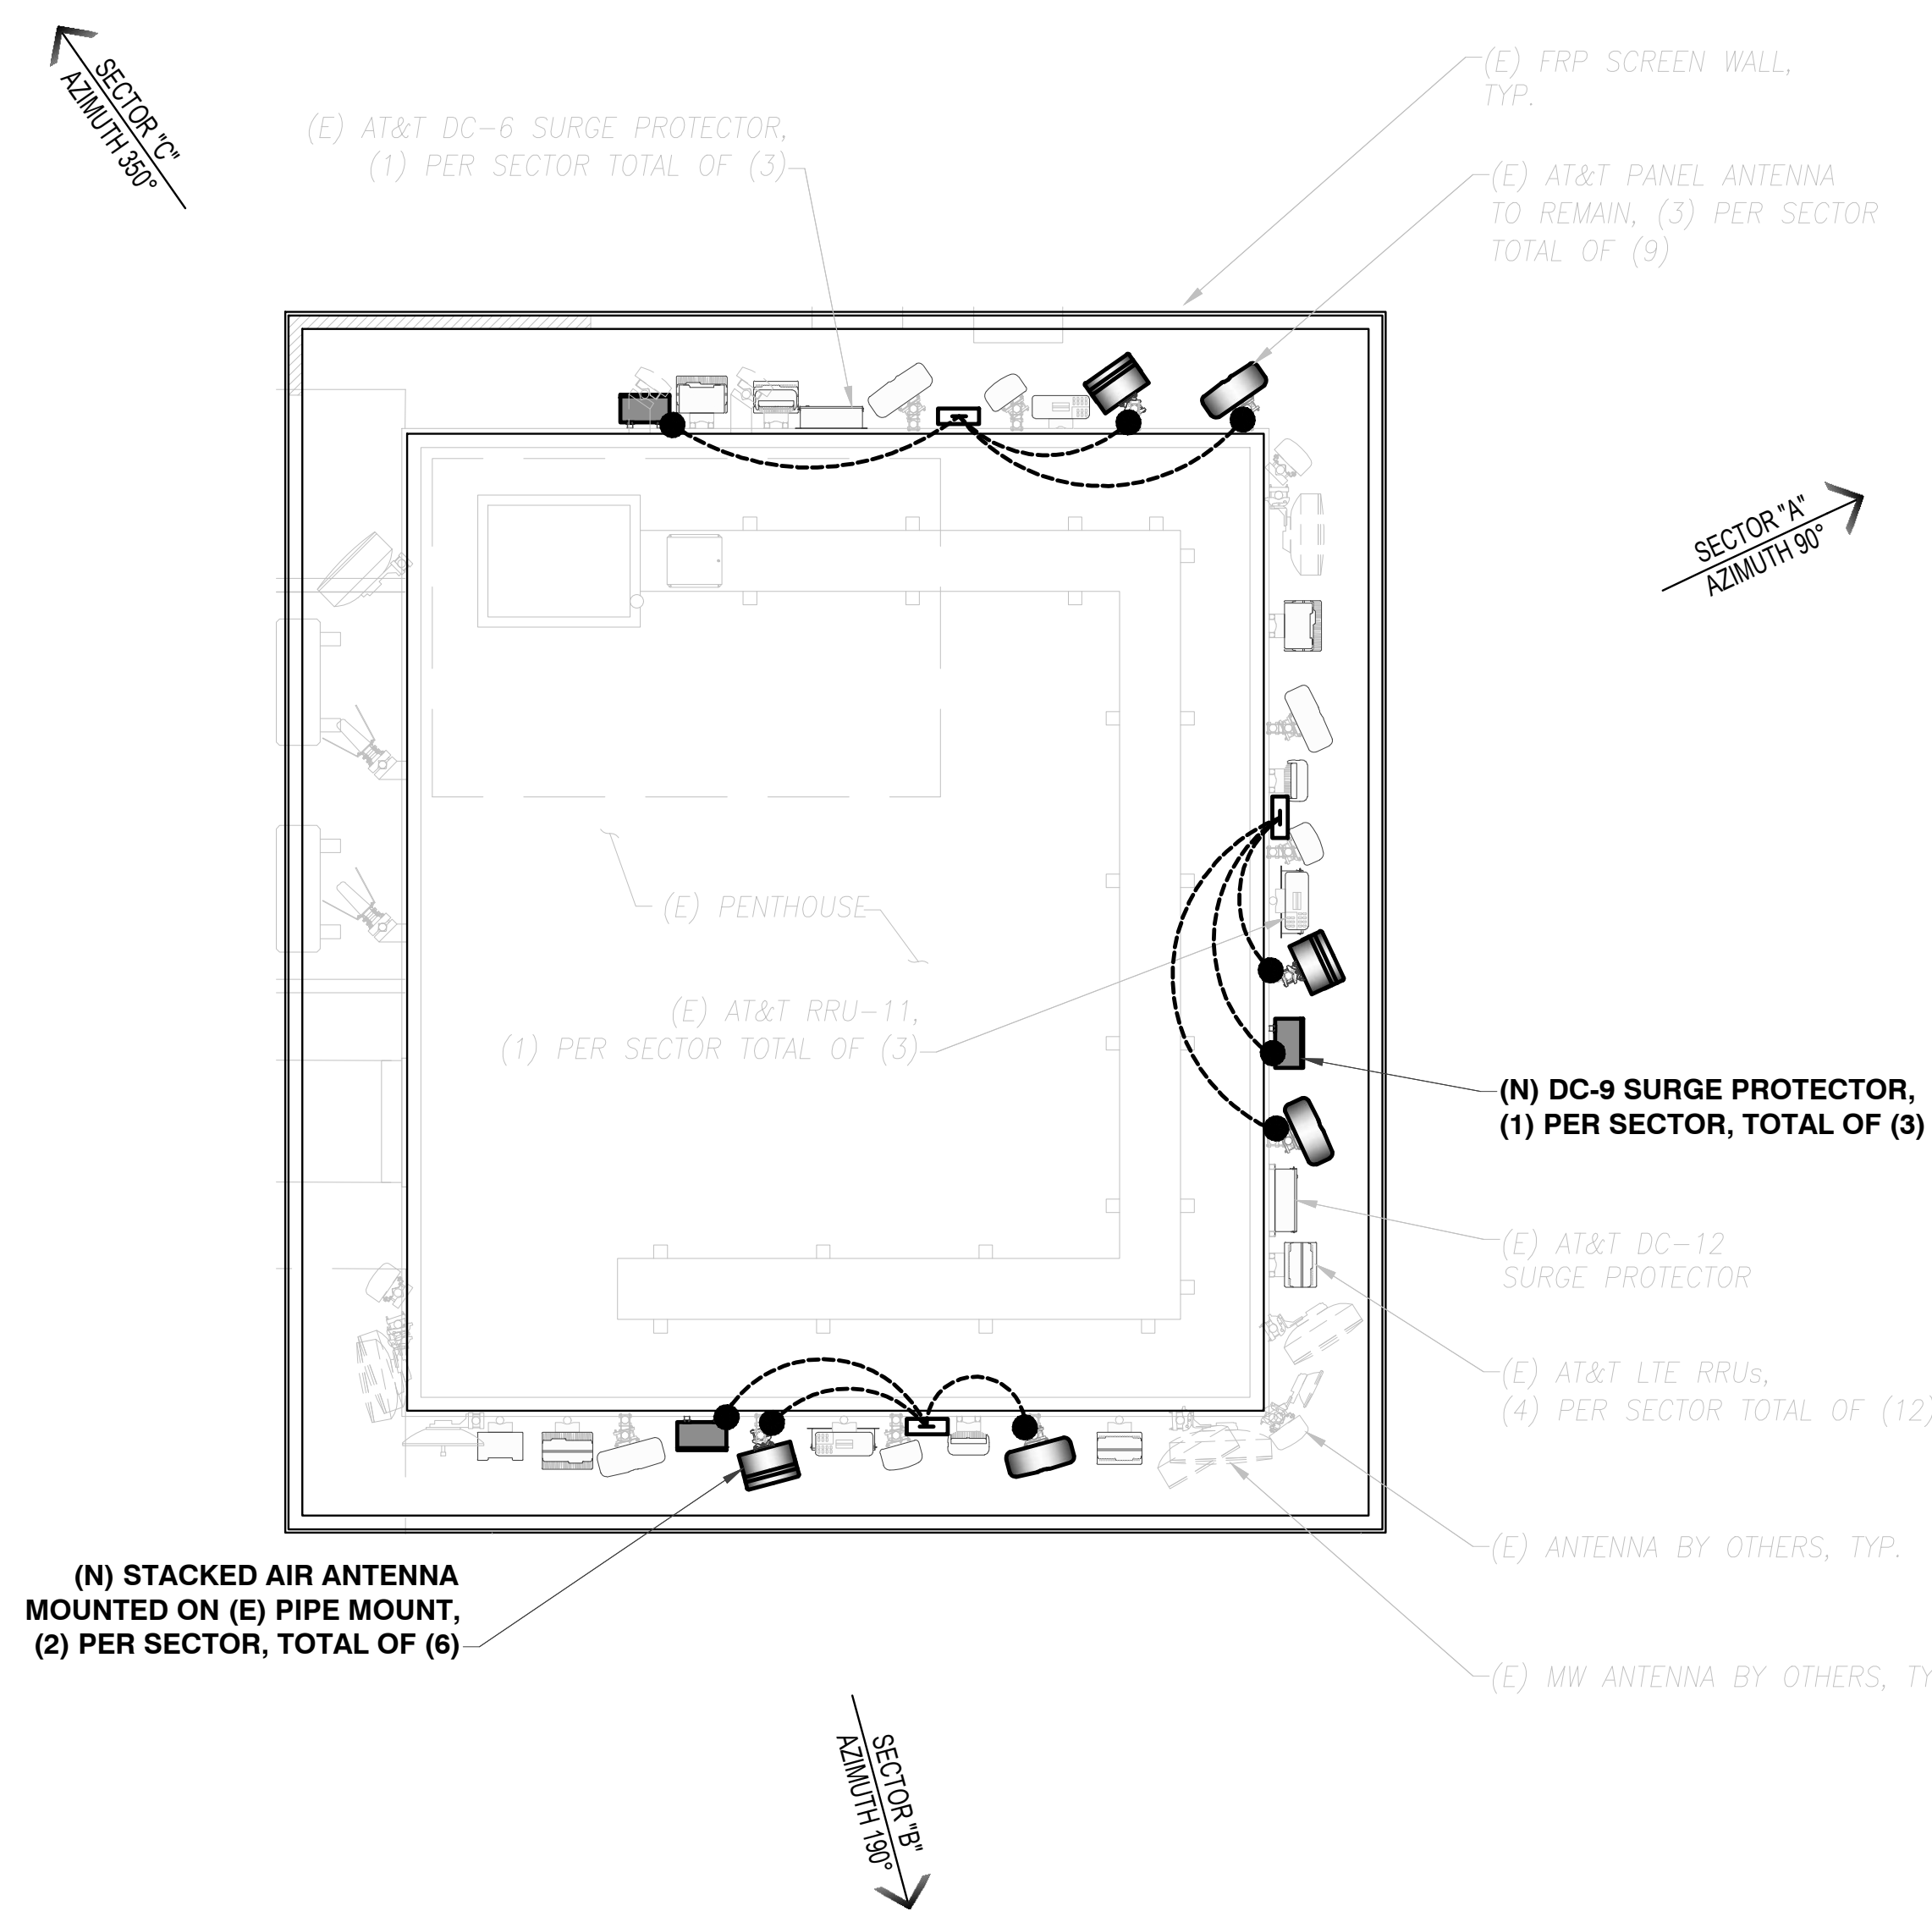 (E) FRP SCREEN WALL,
TYP.
SECTOR "C"
AZIMUTH 350°
(E) AT&T DC-6 SURGE PROTECTOR,
(1) PER SECTOR TOTAL OF (3)
(E) AT&T PANEL ANTENNA
TO REMAIN, (3) PER SECTOR
TOTAL OF (9)
SECTOR "A"
AZIMUTH 90°
(E) PENTHOUSE
(E) AT&T RRU-11,
(1) PER SECTOR TOTAL OF (3)
(N) DC-9 SURGE PROTECTOR,
(1) PER SECTOR, TOTAL OF (3)
(E) AT&T DC-12
SURGE PROTECTOR
(E) AT&T LTE RRUs,
(4) PER SECTOR TOTAL OF (12)
(E) ANTENNA BY OTHERS, TYP.
(N) STACKED AIR ANTENNA
MOUNTED ON (E) PIPE MOUNT,
(2) PER SECTOR, TOTAL OF (6)
(E) MW ANTENNA BY OTHERS, TY
SECTOR "B"
AZIMUTH 190°